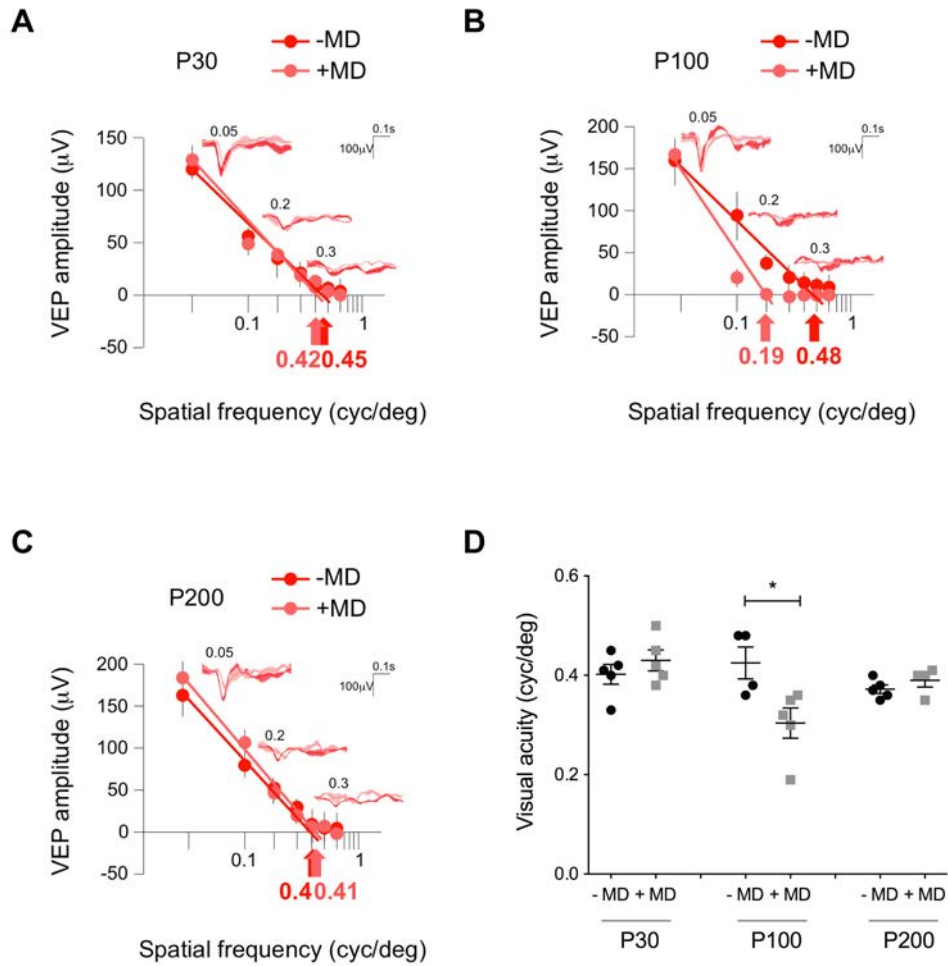 A
P30
-MD
+MD
VEP amplitude (μV)
150
100
50
0
-50
0.05
0.2
0.3
0.1s
100μV
0.1
1
0.42
0.45
Spatial frequency (cyc/deg)
B
P100
-MD
+MD
VEP amplitude (μV)
200
150
100
50
0
-50
0.05
0.2
0.3
0.1s
100μV
0.1
1
0.19
0.48
Spatial frequency (cyc/deg)
C
P200
-MD
+MD
VEP amplitude (μV)
200
150
100
50
0
-50
0.05
0.2
0.3
0.1s
100μV
0.1
1
0.4
0.41
Spatial frequency (cyc/deg)
D
Visual acuity (cyc/deg)
0.6
0.4
0.2
0.0
*
- MD + MD
- MD + MD
- MD + MD
P30
P100
P200